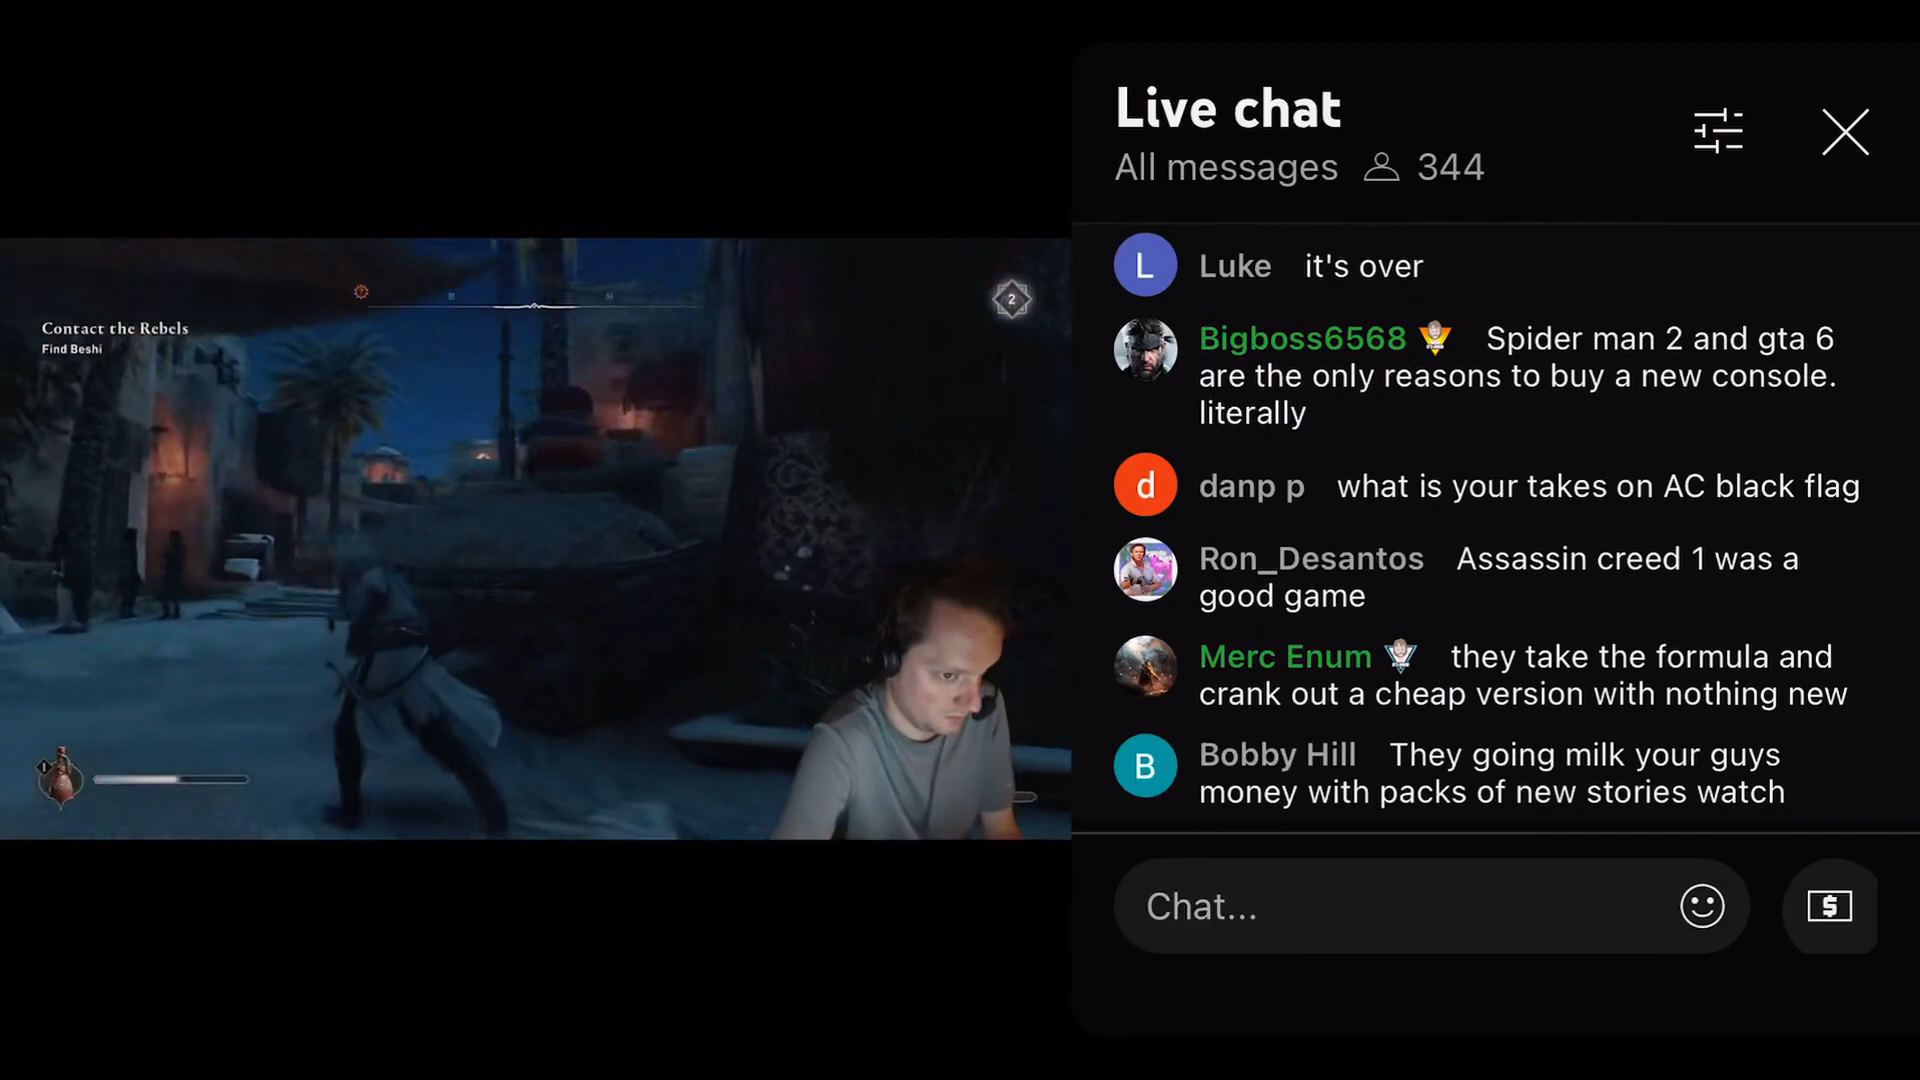 Contact the Rebels
Find Beshi
2
Live chat
All messages 344
L Luke it's over
Bigboss6568 Spider man 2 and gta 6
are the only reasons to buy a new console.
literally
d danp p what is your takes on AC black flag
Ron_Desantos Assassin creed 1 was a
good game
Merc Enum they take the formula and
crank out a cheap version with nothing new
B Bobby Hill They going milk your guys
money with packs of new stories watch
Chat...
$